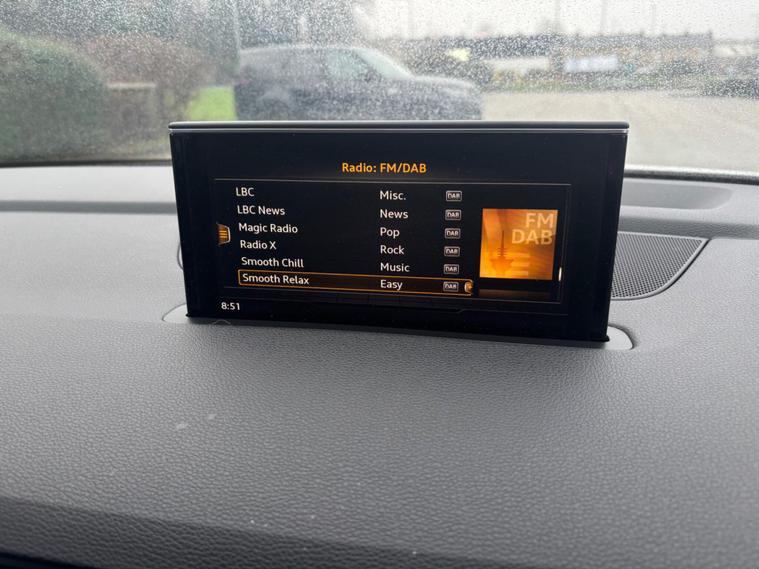 Radio: FM/DAB
LBC Misc. DAB
LBC News News DAB
Magic Radio Pop DAB
Radio X Rock DAB
Smooth Chill Music DAB
Smooth Relax Easy DAB
FM
DAB
8:51